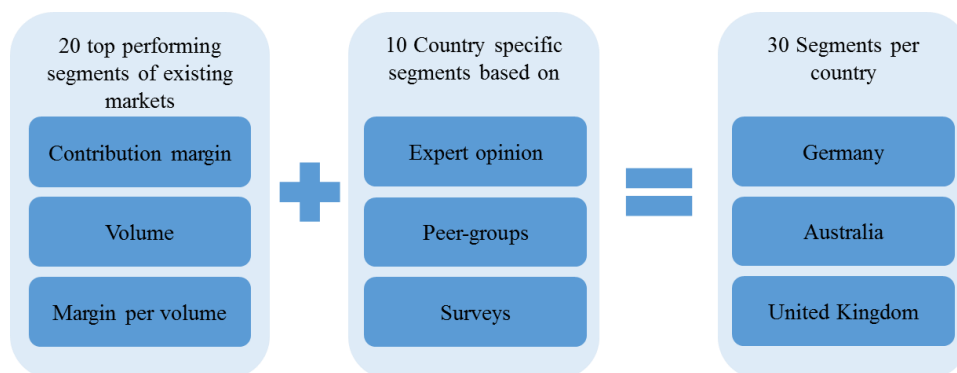 20 top performing
segments of existing
markets
Contribution margin
Volume
Margin per volume
10 Country specific
segments based on
Expert opinion
Peer-groups
Surveys
30 Segments per
country
Germany
Australia
United Kingdom